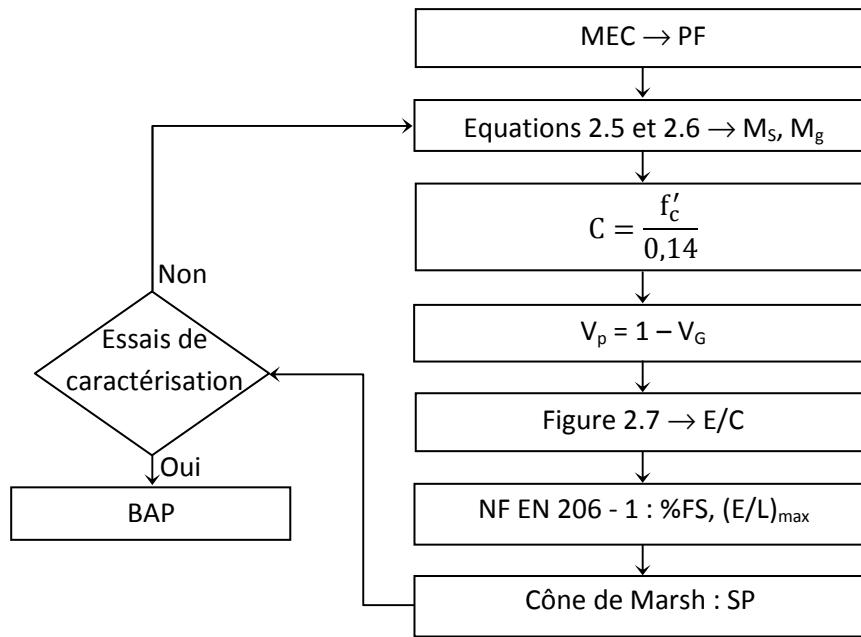 MEC → PF
Equations 2.5 et 2.6 → M_S, M_g
C = f'_c / 0,14
V_p = 1 – V_G
Figure 2.7 → E/C
NF EN 206 - 1 : %FS, (E/L)_max
Cône de Marsh : SP
Non
Essais de
caractérisation
Oui
BAP